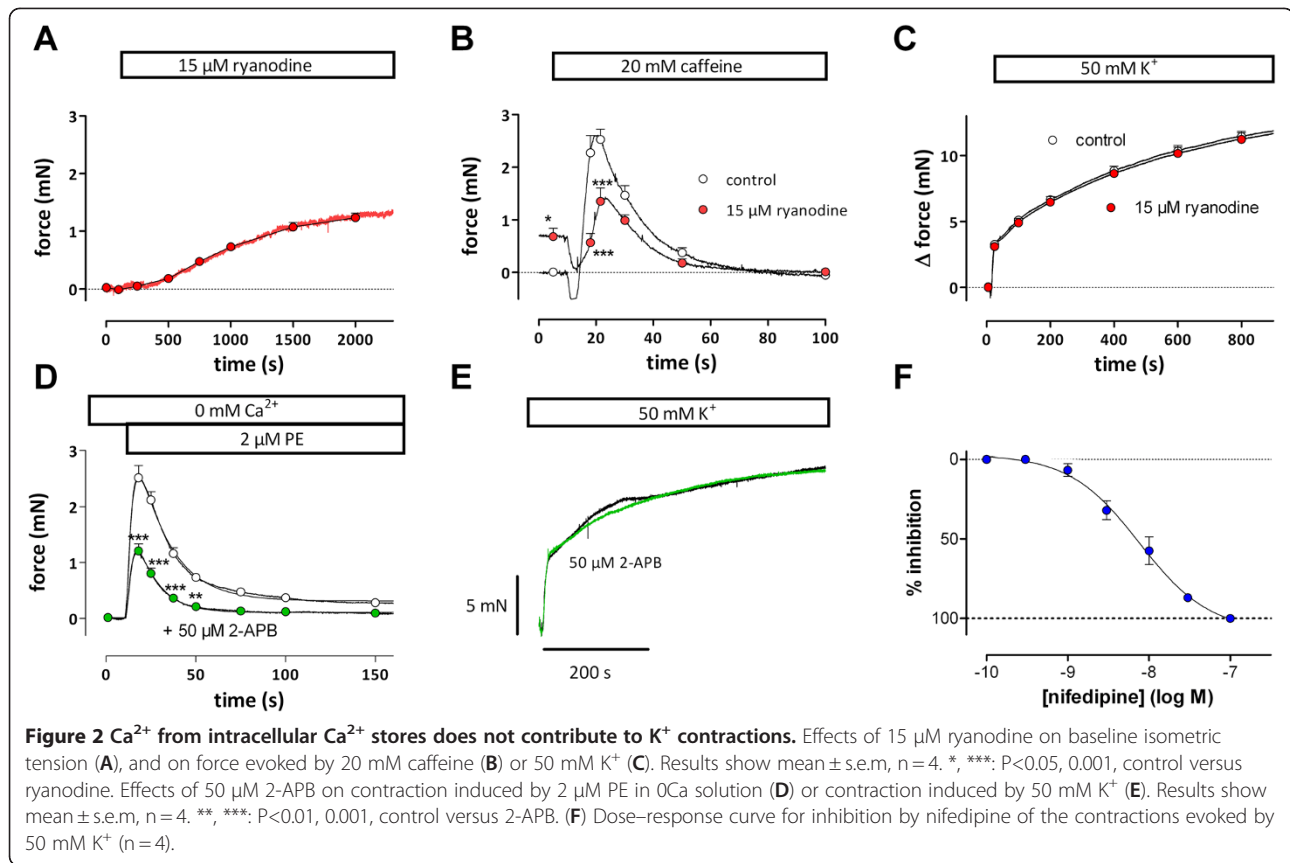 A
15 µM ryanodine
force (mN)
3
2
1
0
0 500 1000 1500 2000
time (s)
B
20 mM caffeine
force (mN)
3
2
1
0
*
***
***
control
15 µM ryanodine
0 20 40 60 80 100
time (s)
C
50 mM K⁺
Δ force (mN)
10
5
0
control
15 µM ryanodine
0 200 400 600 800
time (s)
D
0 mM Ca²⁺
2 µM PE
force (mN)
3
2
1
0
***
***
***
**
+ 50 µM 2-APB
0 50 100 150
time (s)
E
50 mM K⁺
50 µM 2-APB
5 mN
200 s
F
% inhibition
0
50
100
-10 -9 -8 -7
[nifedipine] (log M)
Figure 2 Ca²⁺ from intracellular Ca²⁺ stores does not contribute to K⁺ contractions. Effects of 15 µM ryanodine on baseline isometric
tension (A), and on force evoked by 20 mM caffeine (B) or 50 mM K⁺ (C). Results show mean ± s.e.m, n = 4. *, ***: P<0.05, 0.001, control versus
ryanodine. Effects of 50 µM 2-APB on contraction induced by 2 µM PE in 0Ca solution (D) or contraction induced by 50 mM K⁺ (E). Results show
mean ± s.e.m, n = 4. **, ***: P<0.01, 0.001, control versus 2-APB. (F) Dose–response curve for inhibition by nifedipine of the contractions evoked by
50 mM K⁺ (n = 4).